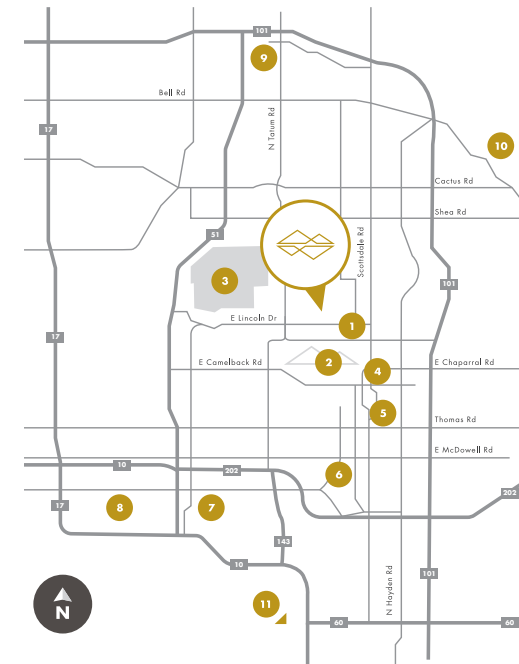 101
9
Bell Rd
N Tatum Rd
17
10
Cactus Rd
Shea Rd
Scottsdale Rd
51
3
101
E Lincoln Dr
1
17
E Camelback Rd
2
4
E Chaparral Rd
5
Thomas Rd
E McDowell Rd
10
202
6
202
17
8
7
143
10
101
N Hayden Rd
N
11
60
60